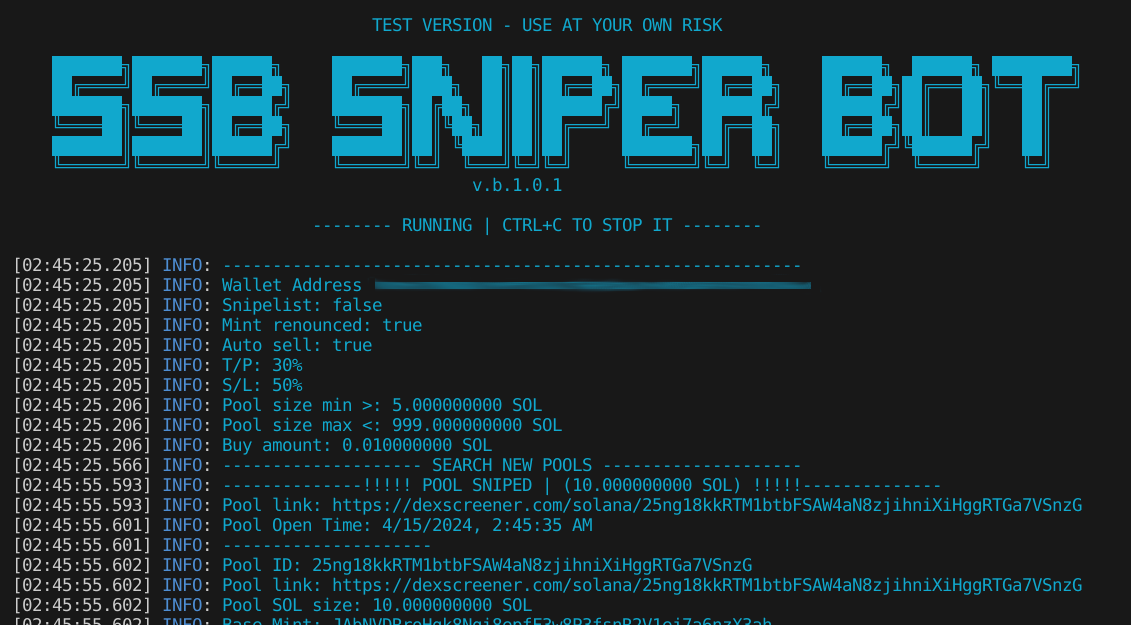 TEST VERSION - USE AT YOUR OWN RISK
SSB SNIPER BOT
v.b.1.0.1
-------- RUNNING | CTRL+C TO STOP IT --------
[02:45:25.205] INFO: ----------------------------------------------------------
[02:45:25.205] INFO: Wallet Address
[02:45:25.205] INFO: Snipelist: false
[02:45:25.205] INFO: Mint renounced: true
[02:45:25.205] INFO: Auto sell: true
[02:45:25.205] INFO: T/P: 30%
[02:45:25.205] INFO: S/L: 50%
[02:45:25.206] INFO: Pool size min >: 5.000000000 SOL
[02:45:25.206] INFO: Pool size max <: 999.000000000 SOL
[02:45:25.206] INFO: Buy amount: 0.010000000 SOL
[02:45:25.566] INFO: -------------------- SEARCH NEW POOLS --------------------
[02:45:55.593] INFO: --------------!!!!! POOL SNIPED | (10.000000000 SOL) !!!!!--------------
[02:45:55.593] INFO: Pool link: https://dexscreener.com/solana/25ng18kkRTM1btbFSAW4aN8zjihniXiHggRTGa7VSnzG
[02:45:55.601] INFO: Pool Open Time: 4/15/2024, 2:45:35 AM
[02:45:55.601] INFO: ---------------------
[02:45:55.602] INFO: Pool ID: 25ng18kkRTM1btbFSAW4aN8zjihniXiHggRTGa7VSnzG
[02:45:55.602] INFO: Pool link: https://dexscreener.com/solana/25ng18kkRTM1btbFSAW4aN8zjihniXiHggRTGa7VSnzG
[02:45:55.602] INFO: Pool SOL size: 10.000000000 SOL
[02:45:55.602] INFO: Base Mint: